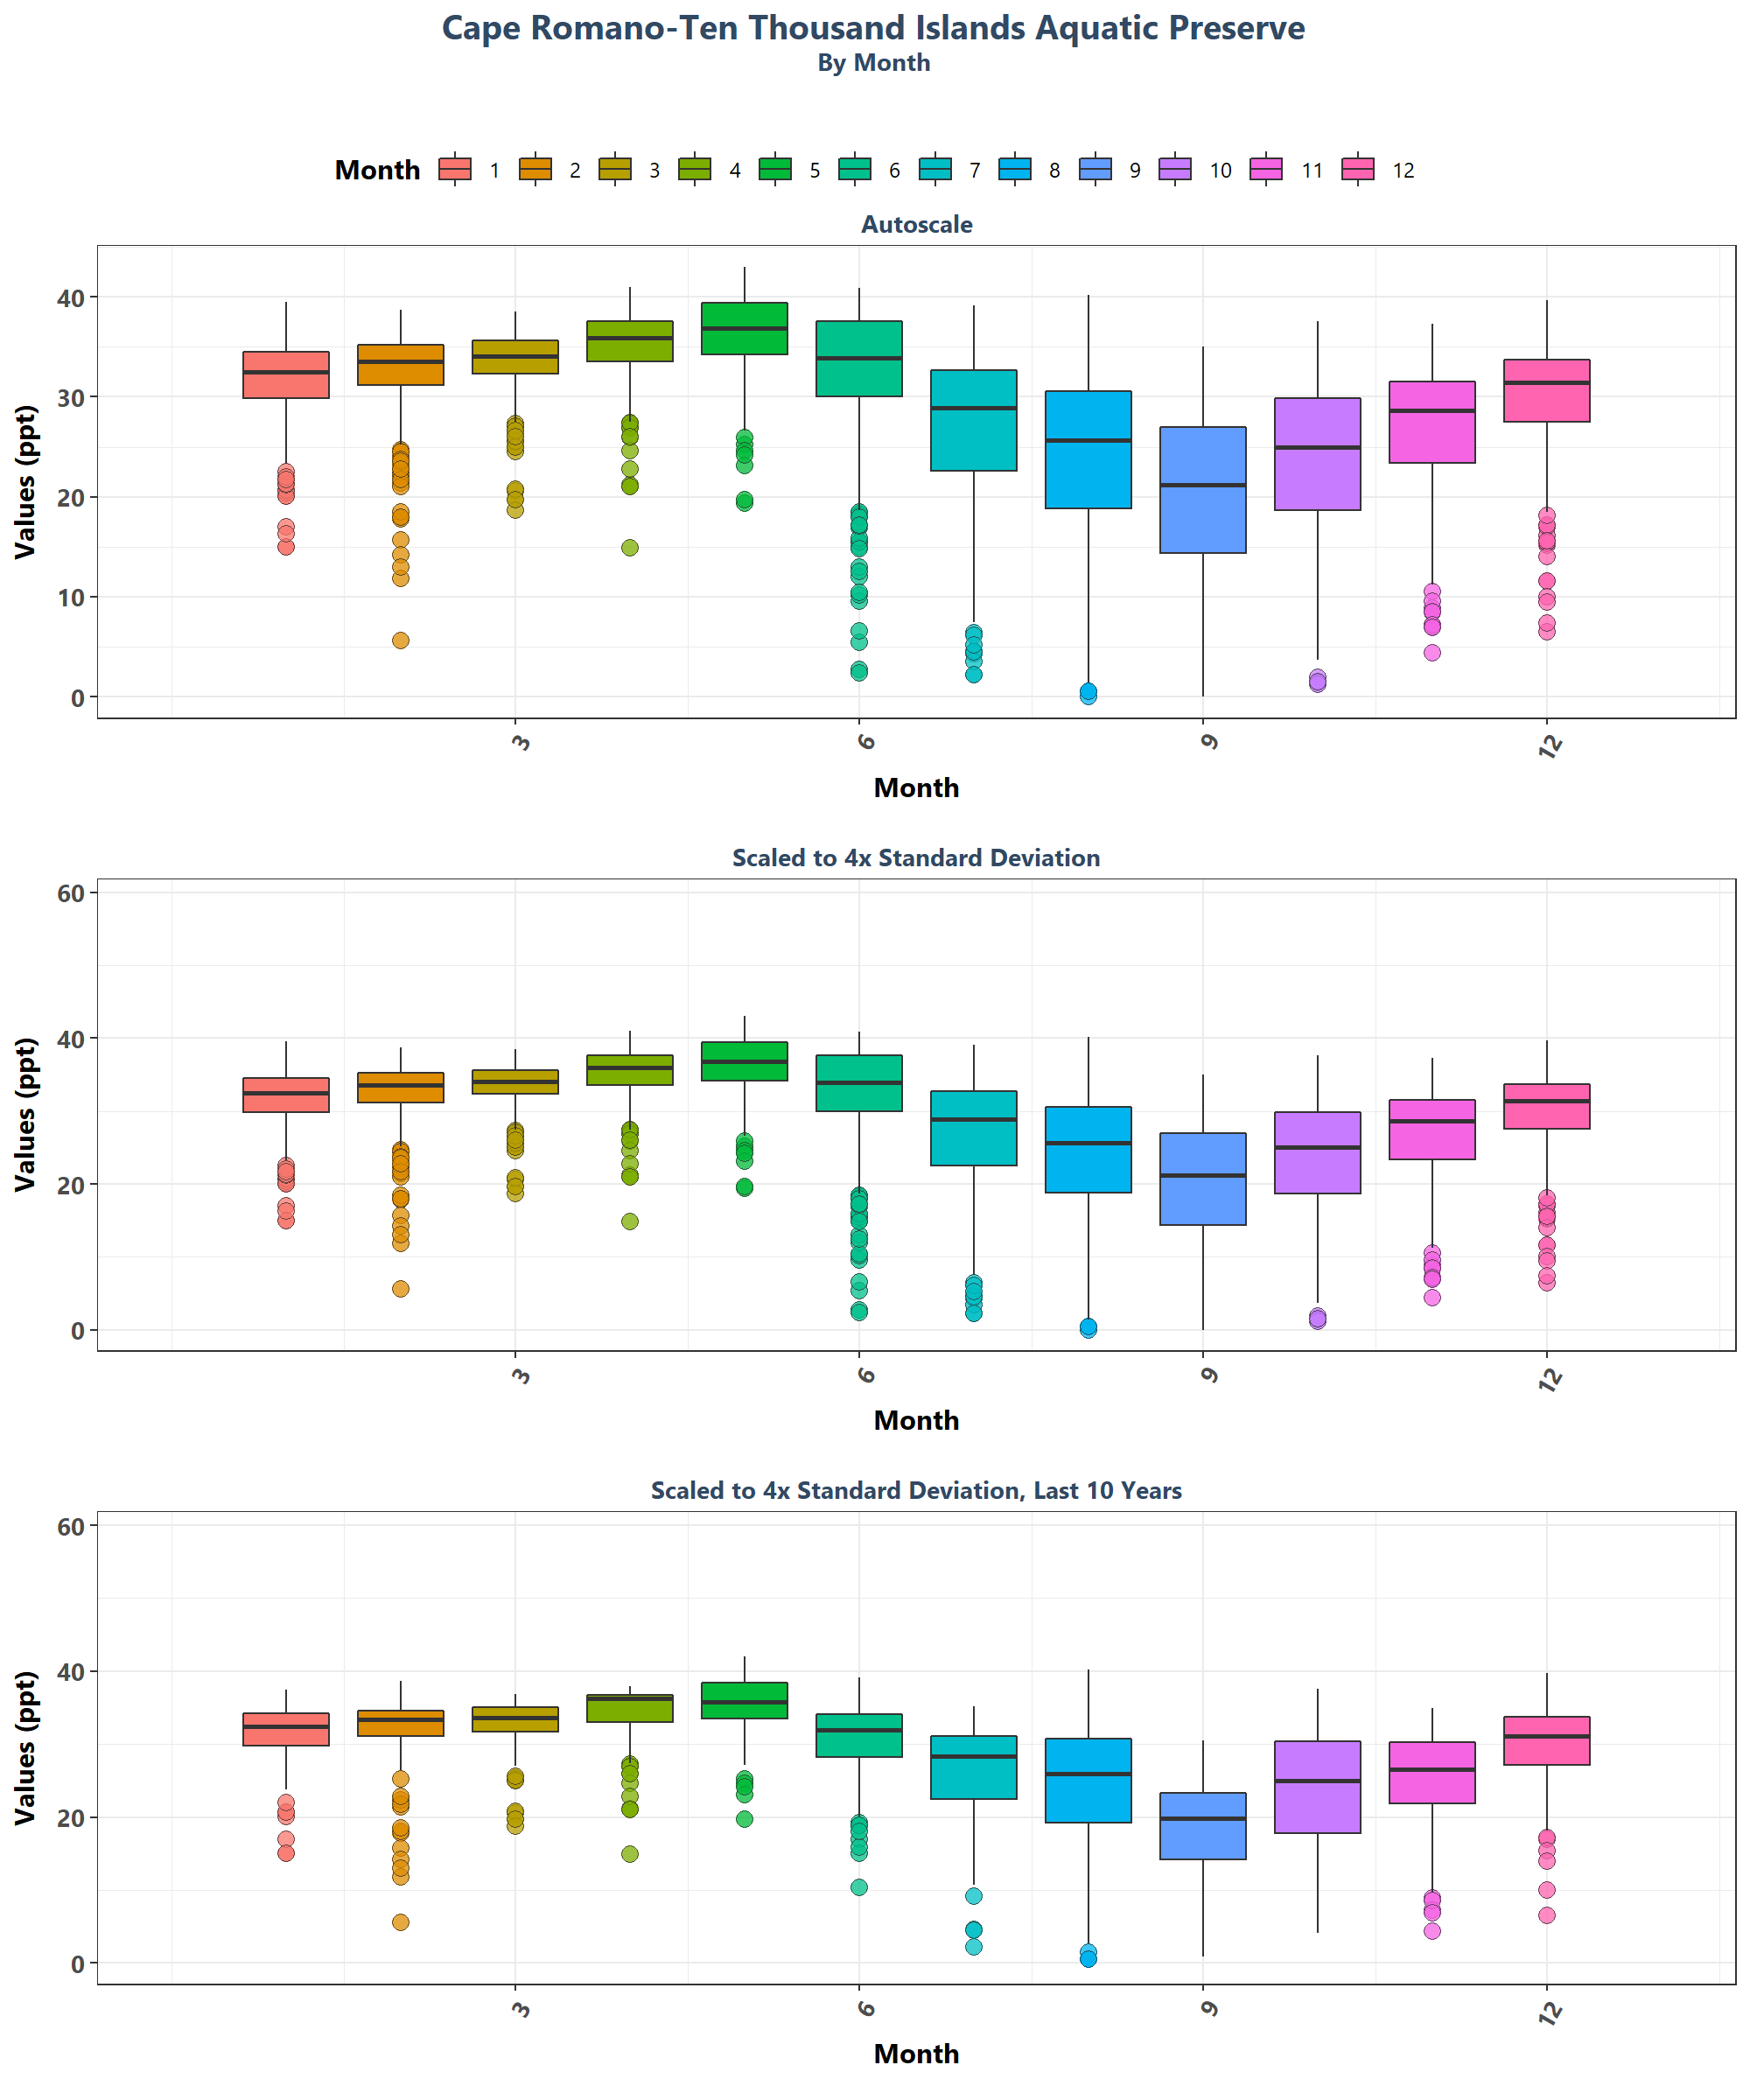 Cape Romano-Ten Thousand Islands Aquatic Preserve
By Month
Month 1 2 3 4 5 6 7 8 9 10 11 12
Autoscale
Values (ppt)
40
30
20
10
0
3 6 9 12
Month
Scaled to 4x Standard Deviation
Values (ppt)
60
40
20
0
3 6 9 12
Month
Scaled to 4x Standard Deviation, Last 10 Years
Values (ppt)
60
40
20
0
3 6 9 12
Month